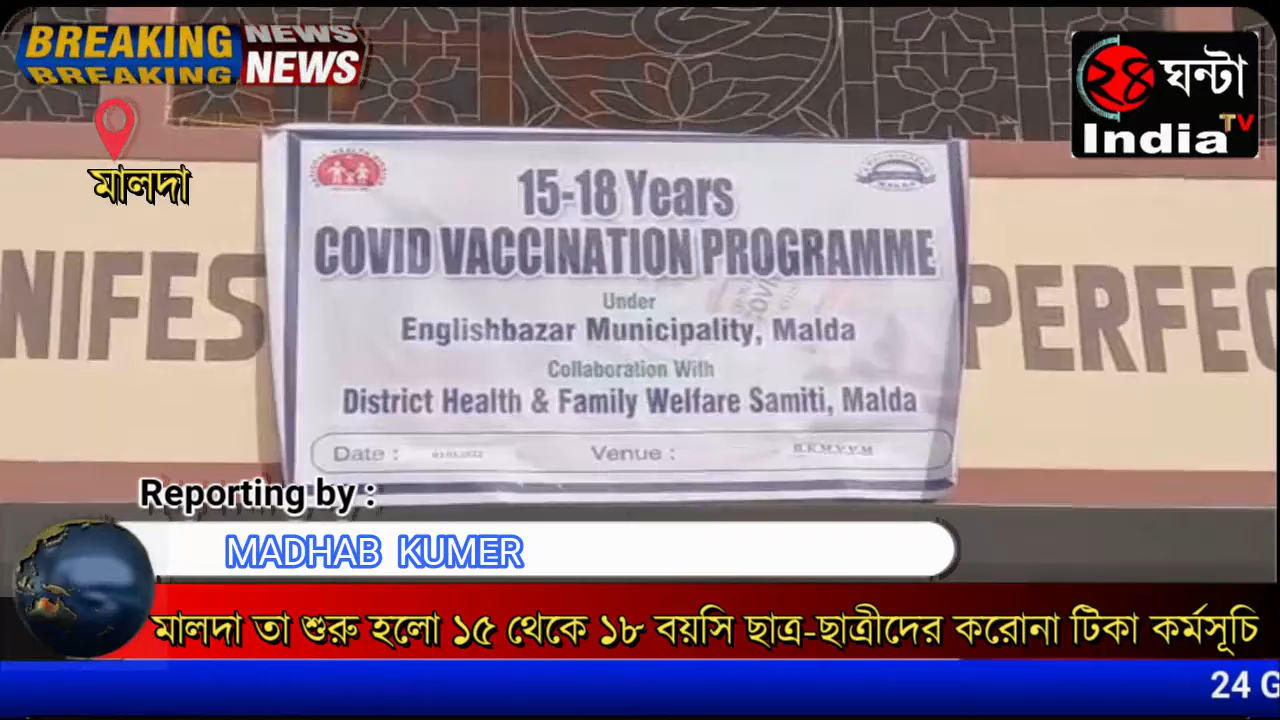 BREAKING NEWS
BREAKING NEWS
২৪ ঘন্টা
India TV
মালদা
15-18 Years
COVID VACCINATION PROGRAMME
Under
Englishbazar Municipality, Malda
Collaboration With
District Health & Family Welfare Samiti, Malda
Date :
Venue : B.K.M.V.V.M
NIFES
PERFEC
Reporting by :
MADHAB KUMER
মালদা তা শুরু হলো ১৫ থেকে ১৮ বয়সি ছাত্র-ছাত্রীদের করোনা টিকা কর্মসূচি
24 G